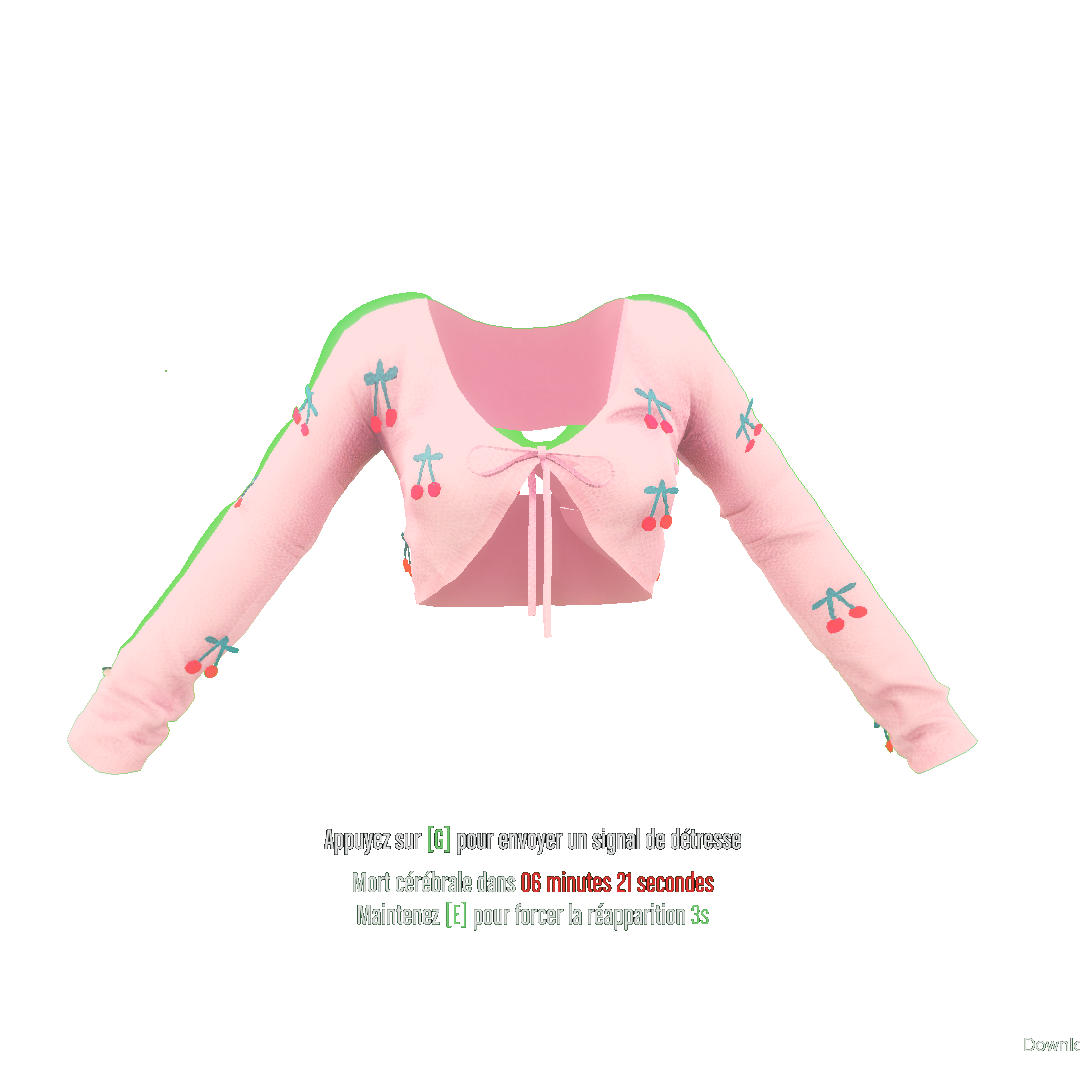 Appuyez sur [G] pour envoyer un signal de détresse
Mort cérébrale dans 06 minutes 21 secondes
Maintenez [E] pour forcer la réapparition 3s